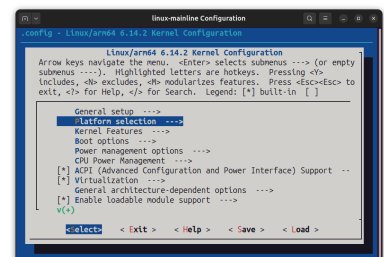 linux-mainline Configuration
.config - Linux/arm64 6.14.2 Kernel Configuration
Linux/arm64 6.14.2 Kernel Configuration
Arrow keys navigate the menu. <Enter> selects submenus ---> (or empty
submenus ----). Highlighted letters are hotkeys. Pressing <Y>
includes, <N> excludes, <M> modularizes features. Press <Esc><Esc> to
exit, <?> for Help, </> for Search. Legend: [*] built-in [ ]
General setup --->
Platform selection --->
Kernel Features --->
Boot options --->
Power management options --->
CPU Power Management --->
[*] ACPI (Advanced Configuration and Power Interface) Support --
[*] Virtualization --->
General architecture-dependent options --->
[*] Enable loadable module support --->
v(+)
<Select> < Exit > < Help > < Save > < Load >